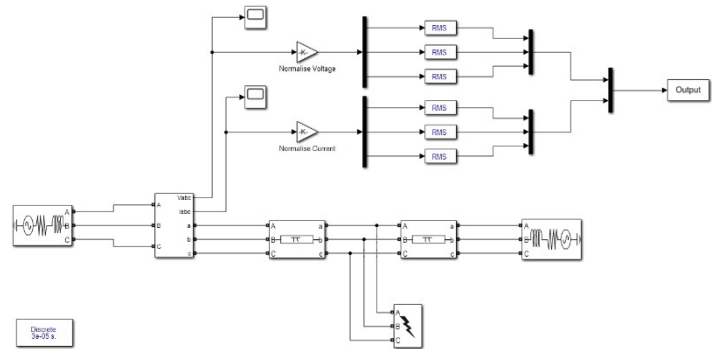 -K-
Normalise Voltage
RMS
RMS
RMS
-K-
Normalise Current
RMS
RMS
RMS
Output
A
B
C
A
B
C
Vabc
Iabc
a
b
c
A
B
C
a
b
c
A
B
C
a
b
c
A
B
C
A
B
C
Discrete
3e-05 s.